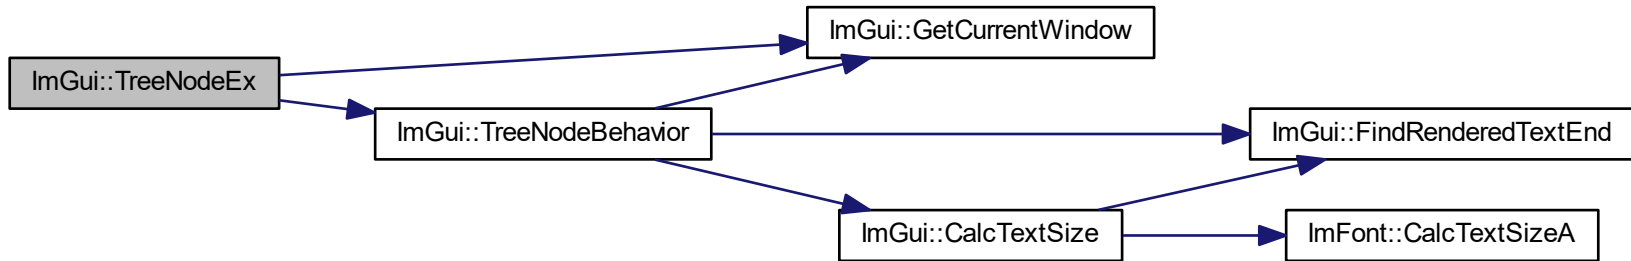 ImGui::GetCurrentWindow
ImGui::TreeNodeEx
ImGui::TreeNodeBehavior
ImGui::FindRenderedTextEnd
ImGui::CalcTextSize
ImFont::CalcTextSizeA